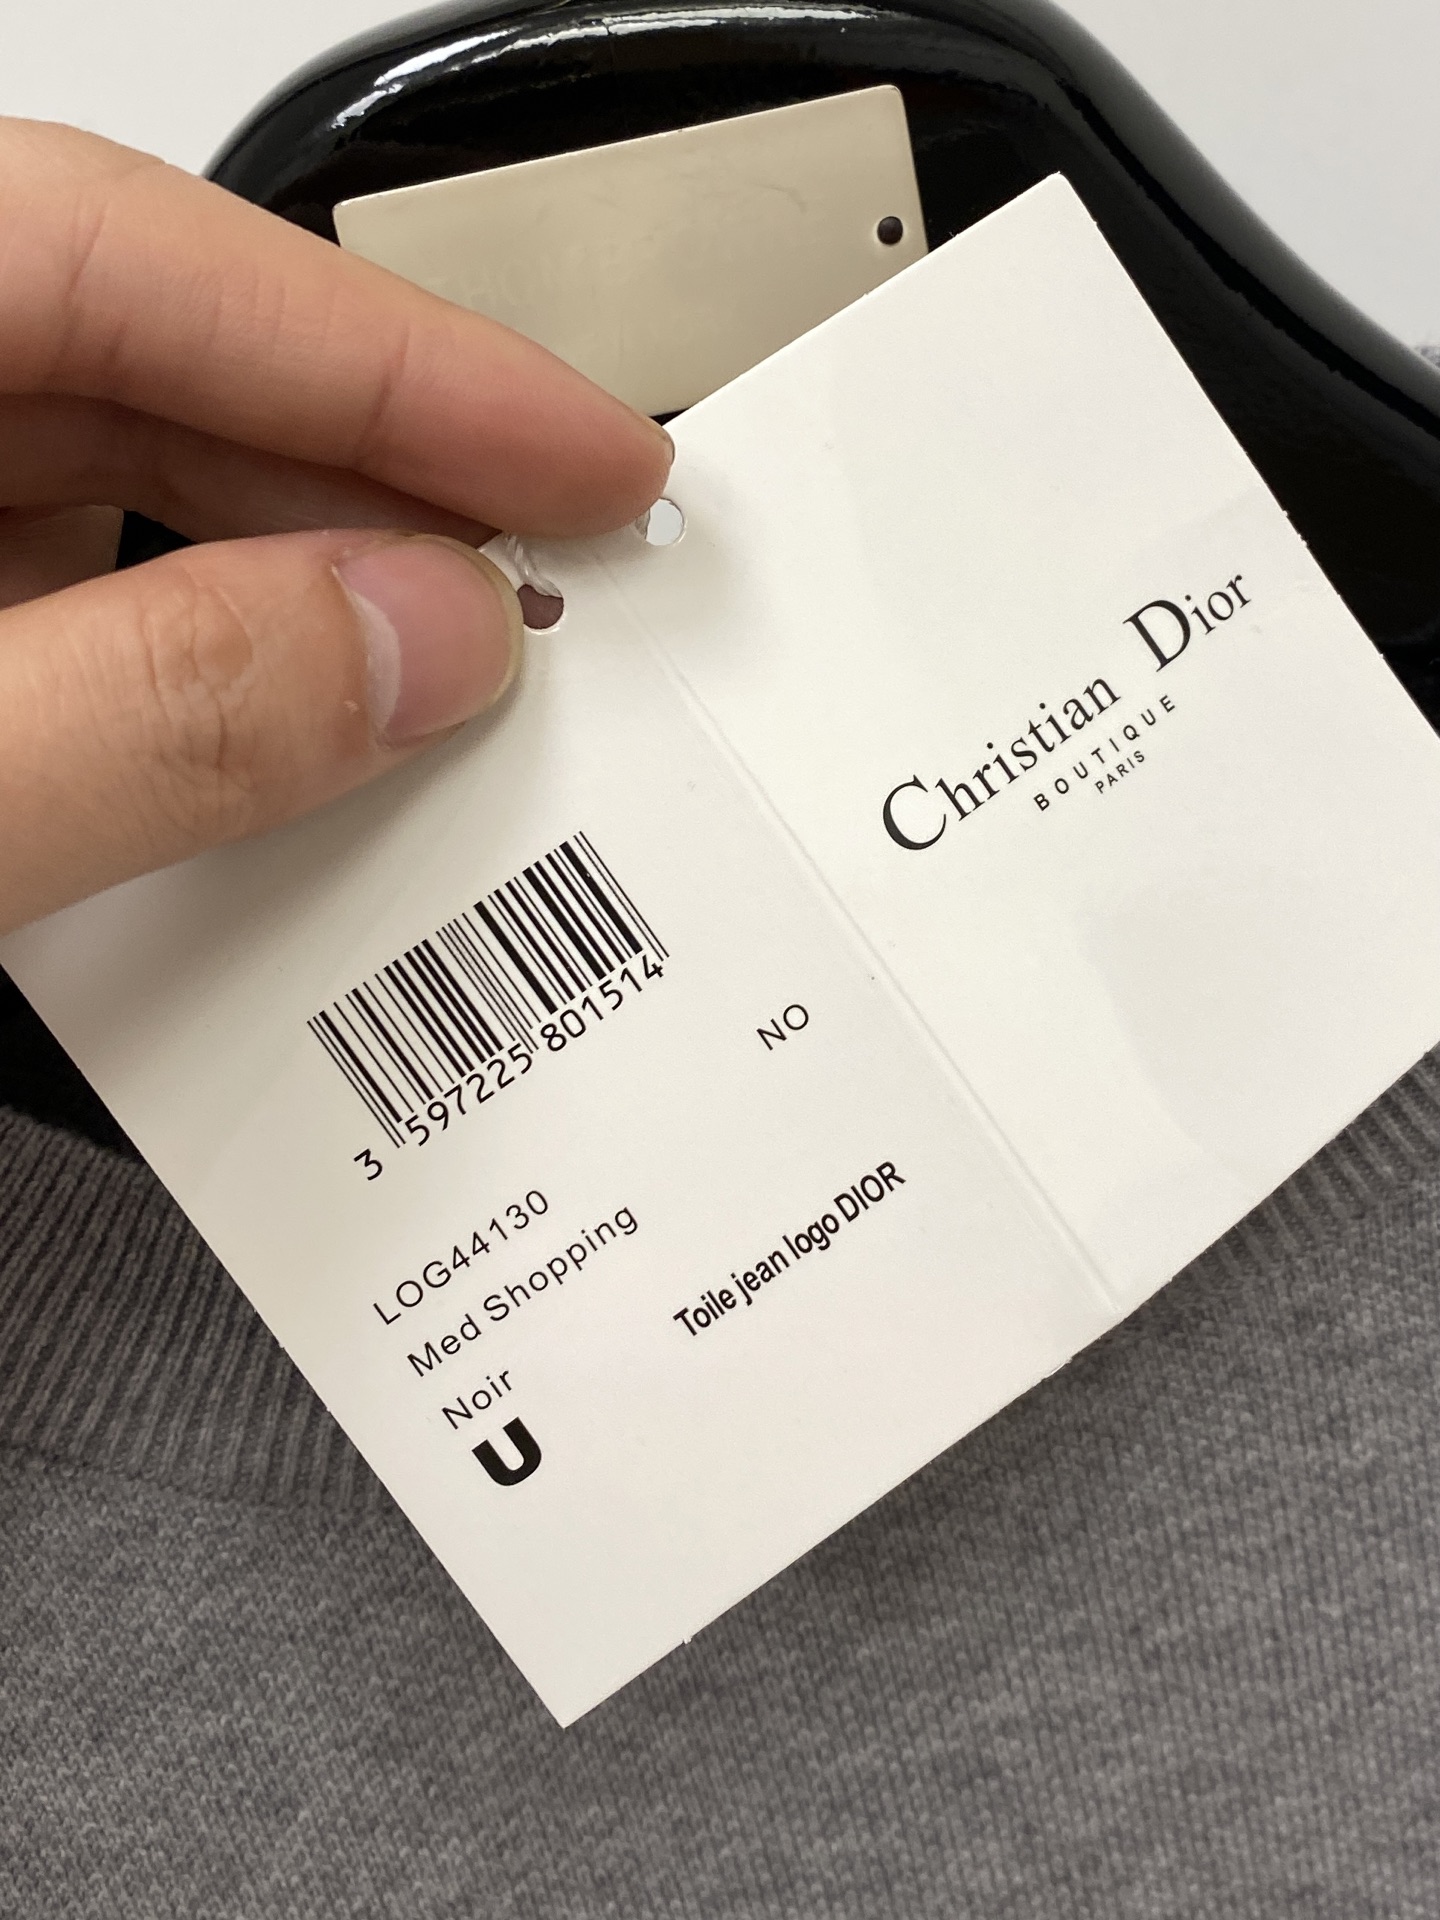 Christian Dior
BOUTIQUE
PARIS
3 597225 801514
NO
LOG44130
Med Shopping
Toile jean logo DIOR
Noir
U